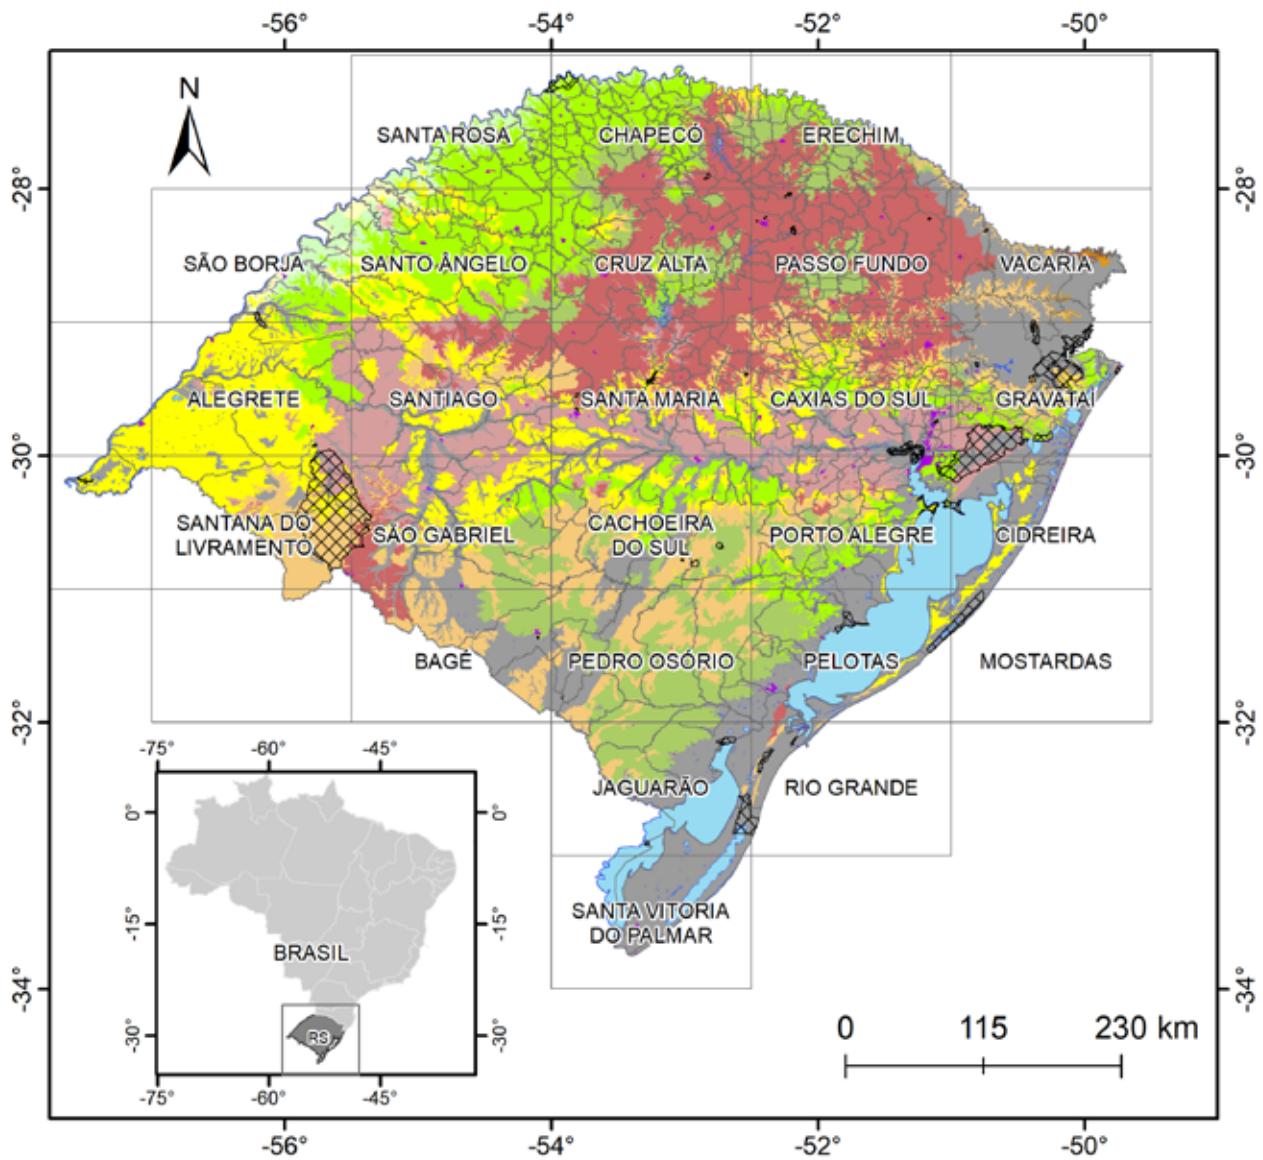 -56° -54° -52° -50°
N
SANTA ROSA CHAPECÓ ERECHIM
-28° -28°
SÃO BORJA SANTO ÂNGELO CRUZ ALTA PASSO FUNDO VACARIA
ALEGRETE SANTIAGO SANTA MARIA CAXIAS DO SUL GRAVATAÍ
-30° -30°
SANTANA DO LIVRAMENTO SÃO GABRIEL CACHOEIRA DO SUL PORTO ALEGRE CIDREIRA
BAGÉ PEDRO OSÓRIO PELOTAS MOSTARDAS
-32° -32°
-75° -60° -45°
JAGUARÃO RIO GRANDE
0° 0°
SANTA VITORIA
DO PALMAR
-15° -15°
BRASIL
-34° -34°
RS
-30° -30°
0 115 230 km
-75° -60° -45°
-56° -54° -52° -50°